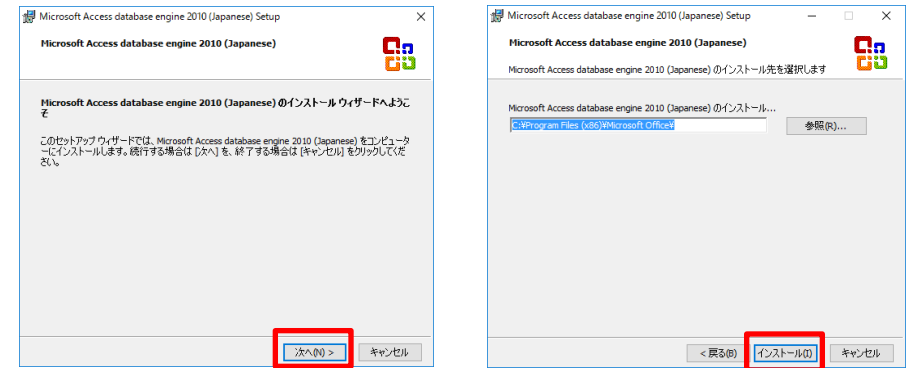 Microsoft Access database engine 2010 (Japanese) Setup
Microsoft Access database engine 2010 (Japanese)
Microsoft Access database engine 2010 (Japanese) のインストール ウィザードへようこ
そ
このセットアップ ウィザードでは、Microsoft Access database engine 2010 (Japanese) をコンピュータ
ーにインストールします。続行する場合は [次へ] を、終了する場合は [キャンセル] をクリックしてくだ
さい。
次へ(N) >
キャンセル
Microsoft Access database engine 2010 (Japanese) Setup
Microsoft Access database engine 2010 (Japanese)
Microsoft Access database engine 2010 (Japanese) のインストール先を選択します
Microsoft Access database engine 2010 (Japanese) のインストール...
C:¥Program Files (x86)¥Microsoft Office¥
参照(R)...
< 戻る(B)
インストール(I)
キャンセル